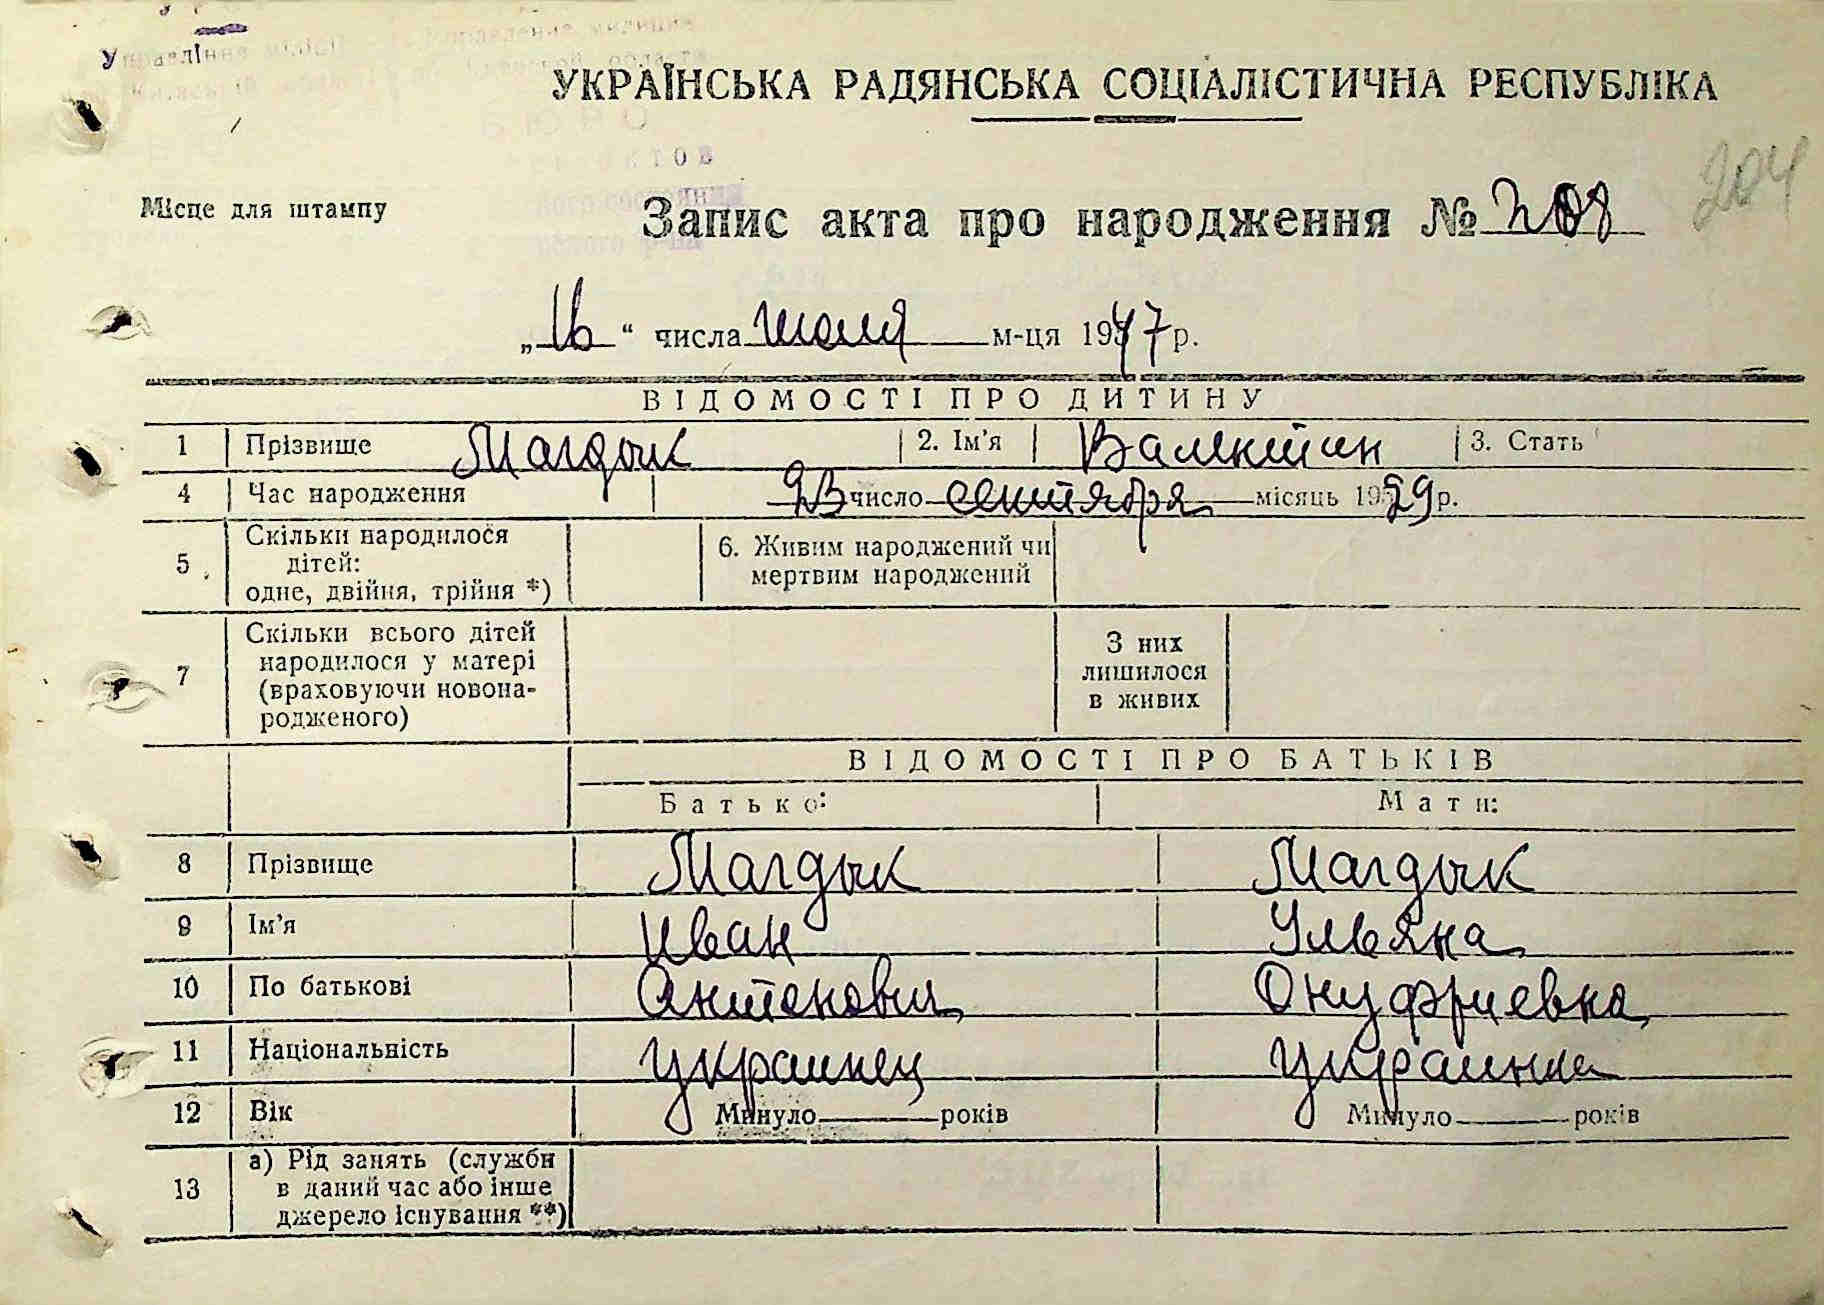 Управлін
УКРАЇНСЬКА РАДЯНСЬКА СОЦІАЛІСТИЧНА РЕСПУБЛІКА
204
Місце для штампу
Запис акта про народження № 208
„16“ числа июля м-ця 1947 р.
ВІДОМОСТІ ПРО ДИТИНУ
1 Прізвище Магдык 2. Ім'я Валентин 3. Стать
4 Час народження 23 число сентября місяць 1929 р.
5 Скільки народилося дітей: одне, двійня, трійня *) 6. Живим народжений чи мертвим народжений
7 Скільки всього дітей народилося у матері (враховуючи новонародженого) З них лишилося в живих
ВІДОМОСТІ ПРО БАТЬКІВ
Батько: Мати:
8 Прізвище Магдык Магдык
9 Ім'я Иван Ульяна
10 По батькові Антонович Онуфриевна
11 Національність украинец украинка
12 Вік Минуло років Минуло років
13 а) Рід занять (служби в даний час або інше джерело існування **)